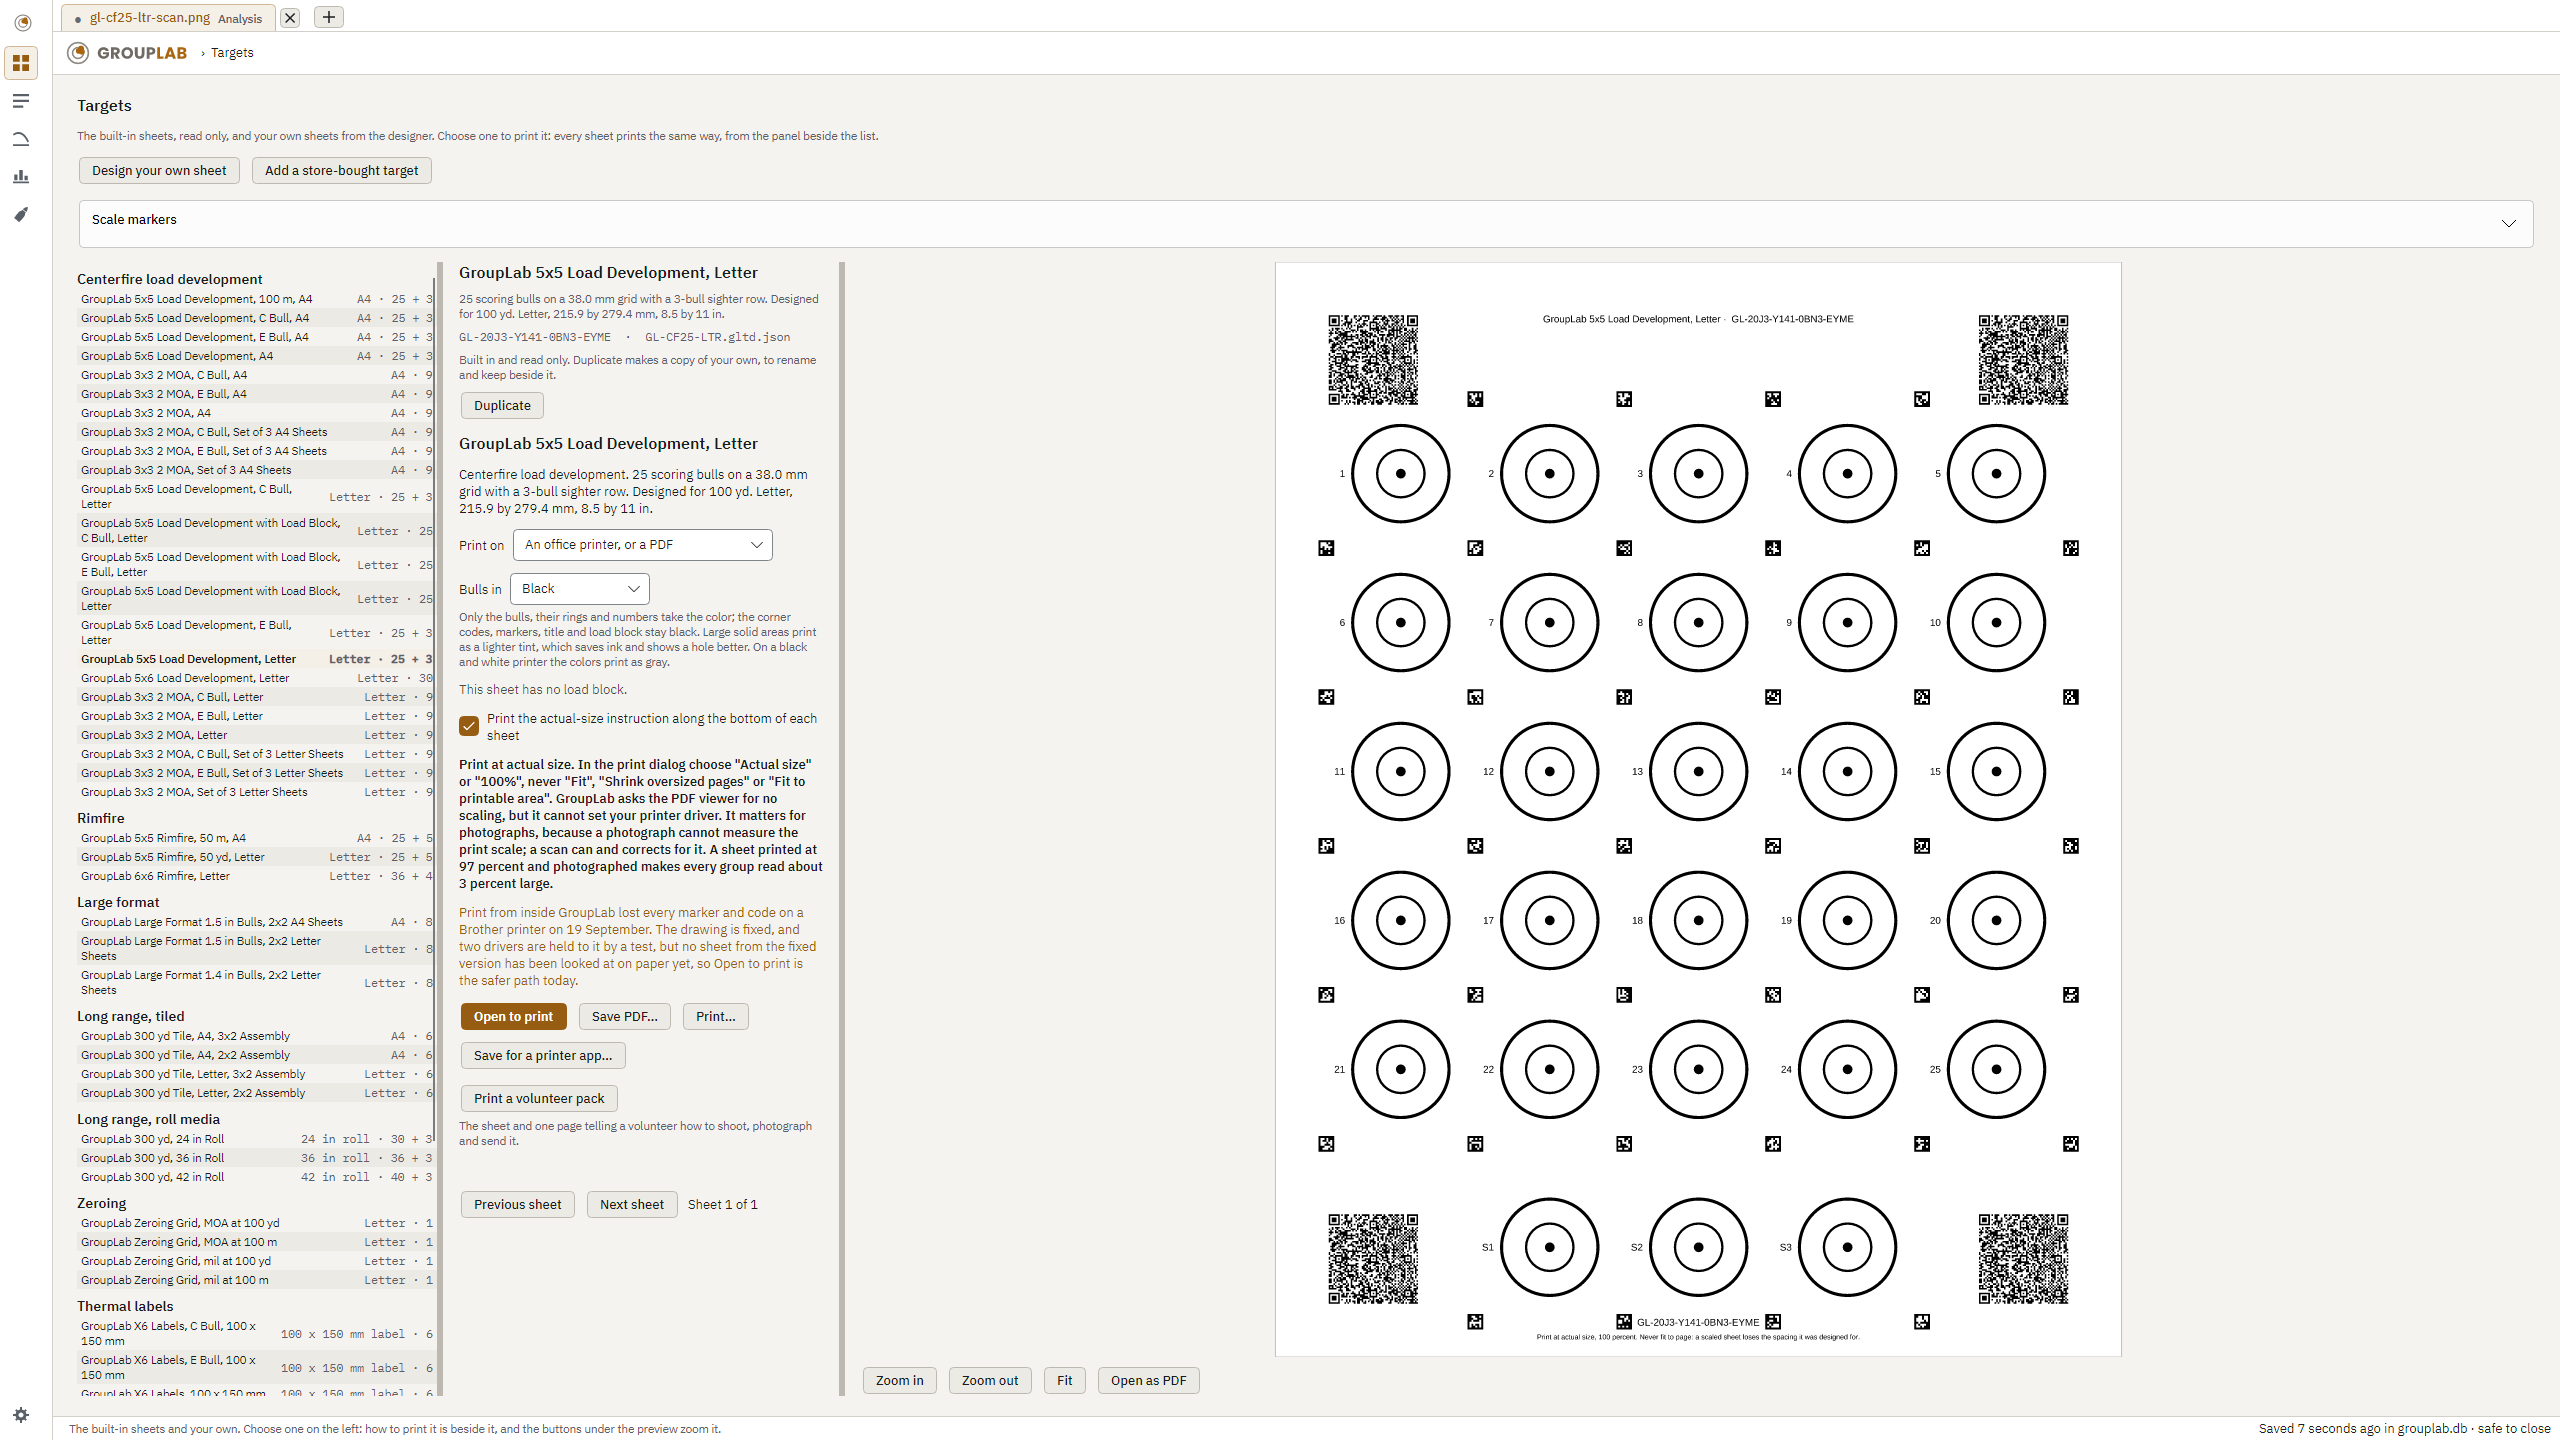 gl-cf25-ltr-scan.png Analysis
GROUPLAB › Targets
Targets
The built-in sheets, read only, and your own sheets from the designer. Choose one to print it: every sheet prints the same way, from the panel beside the list.
Design your own sheet
Add a store-bought target
Scale markers
Centerfire load development
GroupLab 5x5 Load Development, 100 m, A4 A4 · 25 + 3
GroupLab 5x5 Load Development, C Bull, A4 A4 · 25 + 3
GroupLab 5x5 Load Development, E Bull, A4 A4 · 25 + 3
GroupLab 5x5 Load Development, A4 A4 · 25 + 3
GroupLab 3x3 2 MOA, C Bull, A4 A4 · 9
GroupLab 3x3 2 MOA, E Bull, A4 A4 · 9
GroupLab 3x3 2 MOA, A4 A4 · 9
GroupLab 3x3 2 MOA, C Bull, Set of 3 A4 Sheets A4 · 9
GroupLab 3x3 2 MOA, E Bull, Set of 3 A4 Sheets A4 · 9
GroupLab 3x3 2 MOA, Set of 3 A4 Sheets A4 · 9
GroupLab 5x5 Load Development, C Bull,
Letter Letter · 25 + 3
GroupLab 5x5 Load Development with Load Block,
C Bull, Letter Letter · 25
GroupLab 5x5 Load Development with Load Block,
E Bull, Letter Letter · 25
GroupLab 5x5 Load Development with Load Block,
Letter Letter · 25
GroupLab 5x5 Load Development, E Bull,
Letter Letter · 25 + 3
GroupLab 5x5 Load Development, Letter Letter · 25 + 3
GroupLab 5x6 Load Development, Letter Letter · 30
GroupLab 3x3 2 MOA, C Bull, Letter Letter · 9
GroupLab 3x3 2 MOA, E Bull, Letter Letter · 9
GroupLab 3x3 2 MOA, Letter Letter · 9
GroupLab 3x3 2 MOA, C Bull, Set of 3 Letter Sheets Letter · 9
GroupLab 3x3 2 MOA, E Bull, Set of 3 Letter Sheets Letter · 9
GroupLab 3x3 2 MOA, Set of 3 Letter Sheets Letter · 9
Rimfire
GroupLab 5x5 Rimfire, 50 m, A4 A4 · 25 + 5
GroupLab 5x5 Rimfire, 50 yd, Letter Letter · 25 + 5
GroupLab 6x6 Rimfire, Letter Letter · 36 + 4
Large format
GroupLab Large Format 1.5 in Bulls, 2x2 A4 Sheets A4 · 8
GroupLab Large Format 1.5 in Bulls, 2x2 Letter
Sheets Letter · 8
GroupLab Large Format 1.4 in Bulls, 2x2 Letter
Sheets Letter · 8
Long range, tiled
GroupLab 300 yd Tile, A4, 3x2 Assembly A4 · 6
GroupLab 300 yd Tile, A4, 2x2 Assembly A4 · 6
GroupLab 300 yd Tile, Letter, 3x2 Assembly Letter · 6
GroupLab 300 yd Tile, Letter, 2x2 Assembly Letter · 6
Long range, roll media
GroupLab 300 yd, 24 in Roll 24 in roll · 30 + 3
GroupLab 300 yd, 36 in Roll 36 in roll · 36 + 3
GroupLab 300 yd, 42 in Roll 42 in roll · 40 + 3
Zeroing
GroupLab Zeroing Grid, MOA at 100 yd Letter · 1
GroupLab Zeroing Grid, MOA at 100 m Letter · 1
GroupLab Zeroing Grid, mil at 100 yd Letter · 1
GroupLab Zeroing Grid, mil at 100 m Letter · 1
Thermal labels
GroupLab X6 Labels, C Bull, 100 x
150 mm 100 x 150 mm label · 6
GroupLab X6 Labels, E Bull, 100 x
150 mm 100 x 150 mm label · 6
GroupLab X6 Labels, 100 x 150 mm 100 x 150 mm label · 6
GroupLab 5x5 Load Development, Letter
25 scoring bulls on a 38.0 mm grid with a 3-bull sighter row. Designed
for 100 yd. Letter, 215.9 by 279.4 mm, 8.5 by 11 in.
GL-20J3-Y141-0BN3-EYME · GL-CF25-LTR.gltd.json
Built in and read only. Duplicate makes a copy of your own, to rename
and keep beside it.
Duplicate
GroupLab 5x5 Load Development, Letter
Centerfire load development. 25 scoring bulls on a 38.0 mm
grid with a 3-bull sighter row. Designed for 100 yd. Letter,
215.9 by 279.4 mm, 8.5 by 11 in.
Print on An office printer, or a PDF
Bulls in Black
Only the bulls, their rings and numbers take the color; the corner
codes, markers, title and load block stay black. Large solid areas print
as a lighter tint, which saves ink and shows a hole better. On a black
and white printer the colors print as gray.
This sheet has no load block.
Print the actual-size instruction along the bottom of each
sheet
Print at actual size. In the print dialog choose "Actual size"
or "100%", never "Fit", "Shrink oversized pages" or "Fit to
printable area". GroupLab asks the PDF viewer for no
scaling, but it cannot set your printer driver. It matters for
photographs, because a photograph cannot measure the
print scale; a scan can and corrects for it. A sheet printed at
97 percent and photographed makes every group read about
3 percent large.
Print from inside GroupLab lost every marker and code on a
Brother printer on 19 September. The drawing is fixed, and
two drivers are held to it by a test, but no sheet from the fixed
version has been looked at on paper yet, so Open to print is
the safer path today.
Open to print
Save PDF...
Print...
Save for a printer app...
Print a volunteer pack
The sheet and one page telling a volunteer how to shoot, photograph
and send it.
Previous sheet
Next sheet
Sheet 1 of 1
GroupLab 5x5 Load Development, Letter · GL-20J3-Y141-0BN3-EYME
1 2 3 4 5
6 7 8 9 10
11 12 13 14 15
16 17 18 19 20
21 22 23 24 25
S1 S2 S3
GL-20J3-Y141-0BN3-EYME
Print at actual size, 100 percent. Never fit to page: a scaled sheet loses the spacing it was designed for.
Zoom in
Zoom out
Fit
Open as PDF
The built-in sheets and your own. Choose one on the left: how to print it is beside it, and the buttons under the preview zoom it.
Saved 7 seconds ago in grouplab.db · safe to close